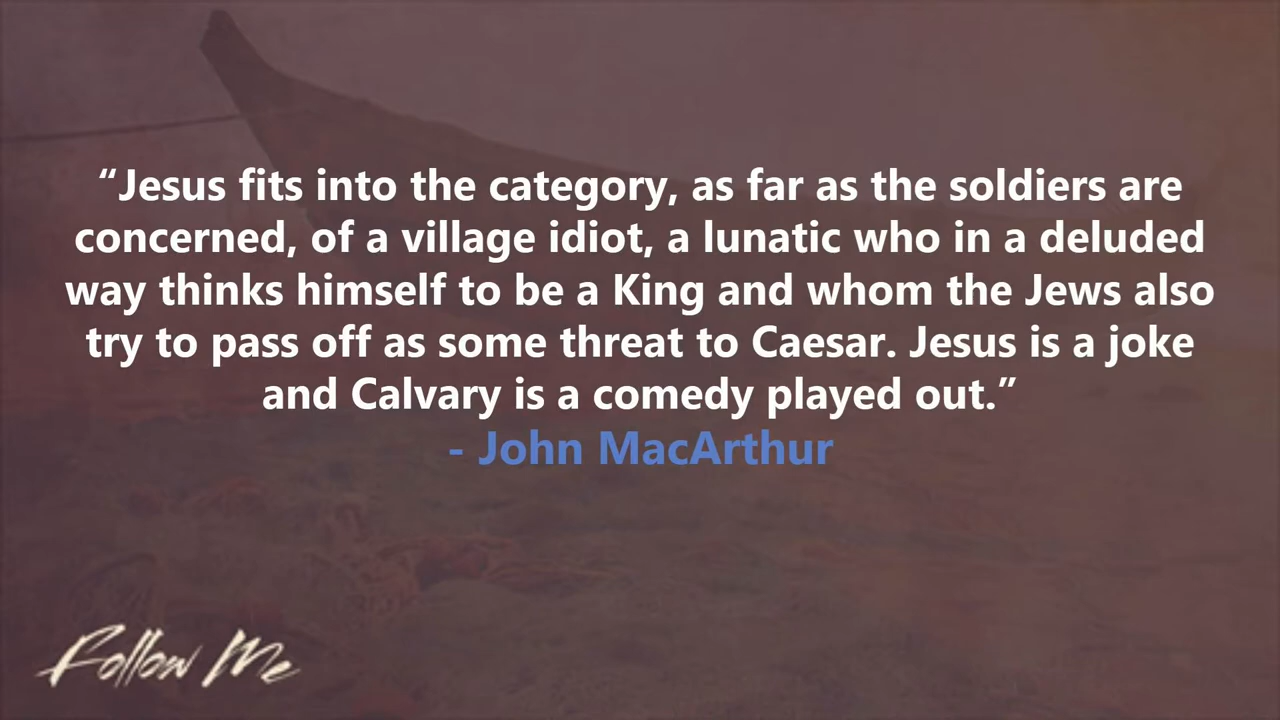 “Jesus fits into the category, as far as the soldiers are
concerned, of a village idiot, a lunatic who in a deluded
way thinks himself to be a King and whom the Jews also
try to pass off as some threat to Caesar. Jesus is a joke
and Calvary is a comedy played out.”
- John MacArthur
Follow Me